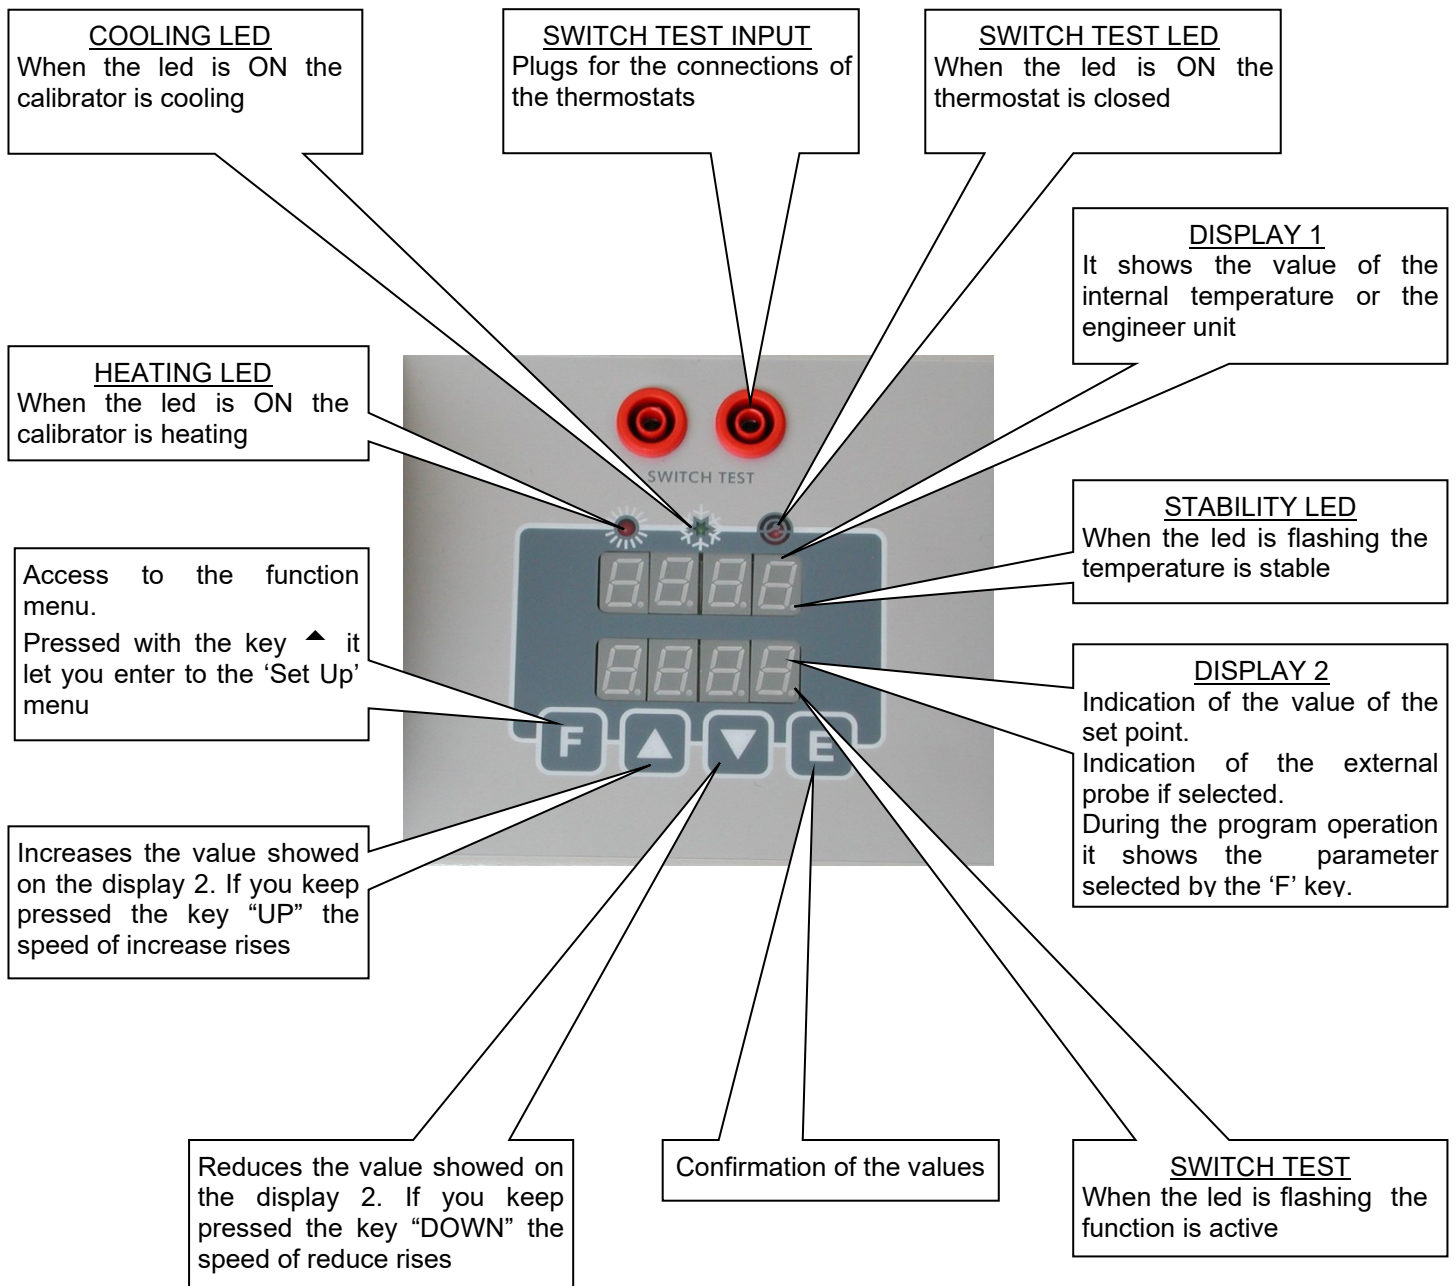 COOLING LED
When the led is ON the
calibrator is cooling
SWITCH TEST INPUT
Plugs for the connections of
the thermostats
SWITCH TEST LED
When the led is ON the
thermostat is closed
DISPLAY 1
It shows the value of the
internal temperature or the
engineer unit
HEATING LED
When the led is ON the
calibrator is heating
SWITCH TEST
STABILITY LED
When the led is flashing the
temperature is stable
Access to the function
menu.
Pressed with the key ▲ it
let you enter to the ‘Set Up’
menu
8.8.8.8.
8.8.8.8.
F ▲ ▼ E
DISPLAY 2
Indication of the value of the
set point.
Indication of the external
probe if selected.
During the program operation
it shows the parameter
selected by the ‘F’ key.
Increases the value showed
on the display 2. If you keep
pressed the key “UP” the
speed of increase rises
Reduces the value showed on
the display 2. If you keep
pressed the key “DOWN” the
speed of reduce rises
Confirmation of the values
SWITCH TEST
When the led is flashing the
function is active